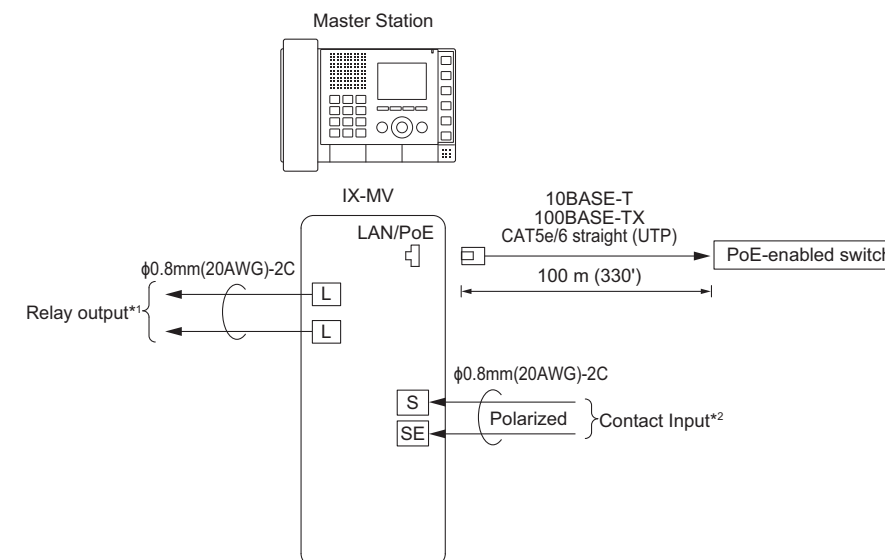 Master Station
IX-MV
LAN/PoE
10BASE-T
100BASE-TX
CAT5e/6 straight (UTP)
PoE-enabled switch
100 m (330')
ϕ0.8mm(20AWG)-2C
L
Relay output*1
L
ϕ0.8mm(20AWG)-2C
S
Polarized
Contact Input*2
SE